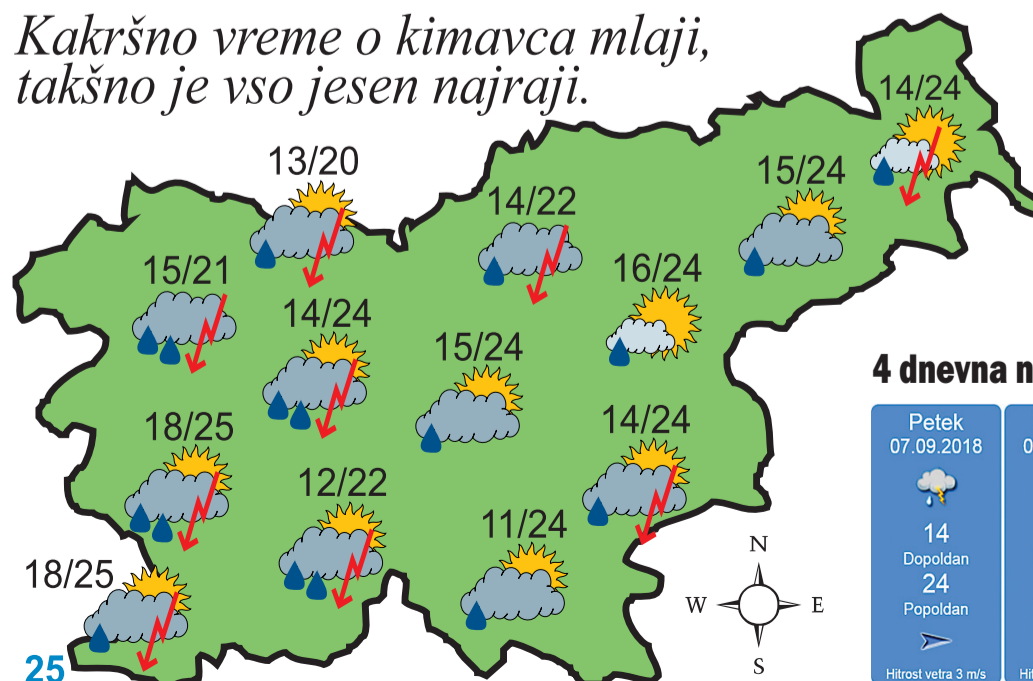 Kakršno vreme o kimavca mlaji,
takšno je vso jesen najraji.
14/24
13/20
15/24
14/22
15/21
16/24
14/24
15/24
18/25
14/24
12/22
11/24
18/25
25
N
W E
S
4 dnevna n
Petek
07.09.2018
14
Dopoldan
24
Popoldan
Hitrost vetra 3 m/s